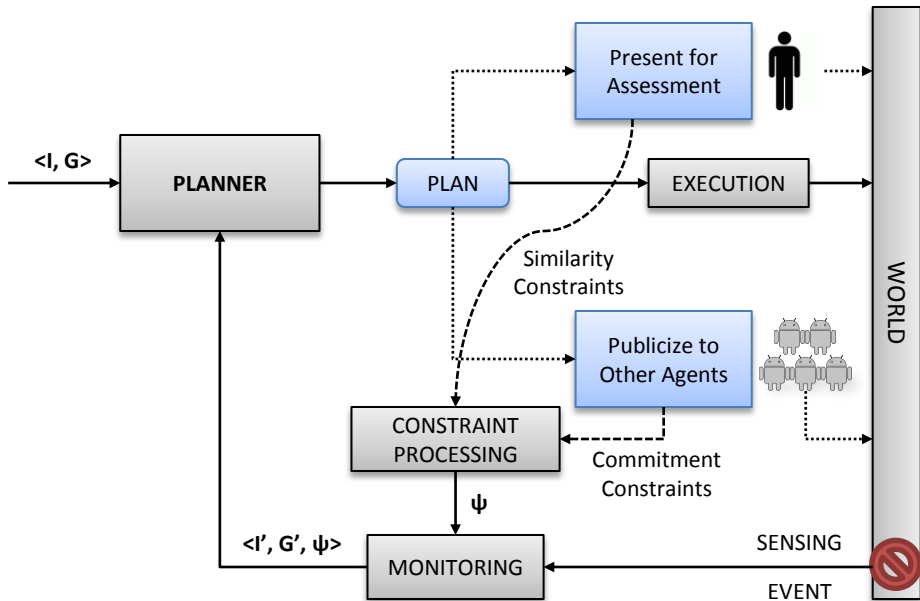 Present for
Assessment
<I, G>
PLANNER
PLAN
EXECUTION
Similarity
Constraints
WORLD
Publicize to
Other Agents
CONSTRAINT
PROCESSING
Commitment
Constraints
ψ
<I’, G’, ψ>
MONITORING
SENSING
EVENT